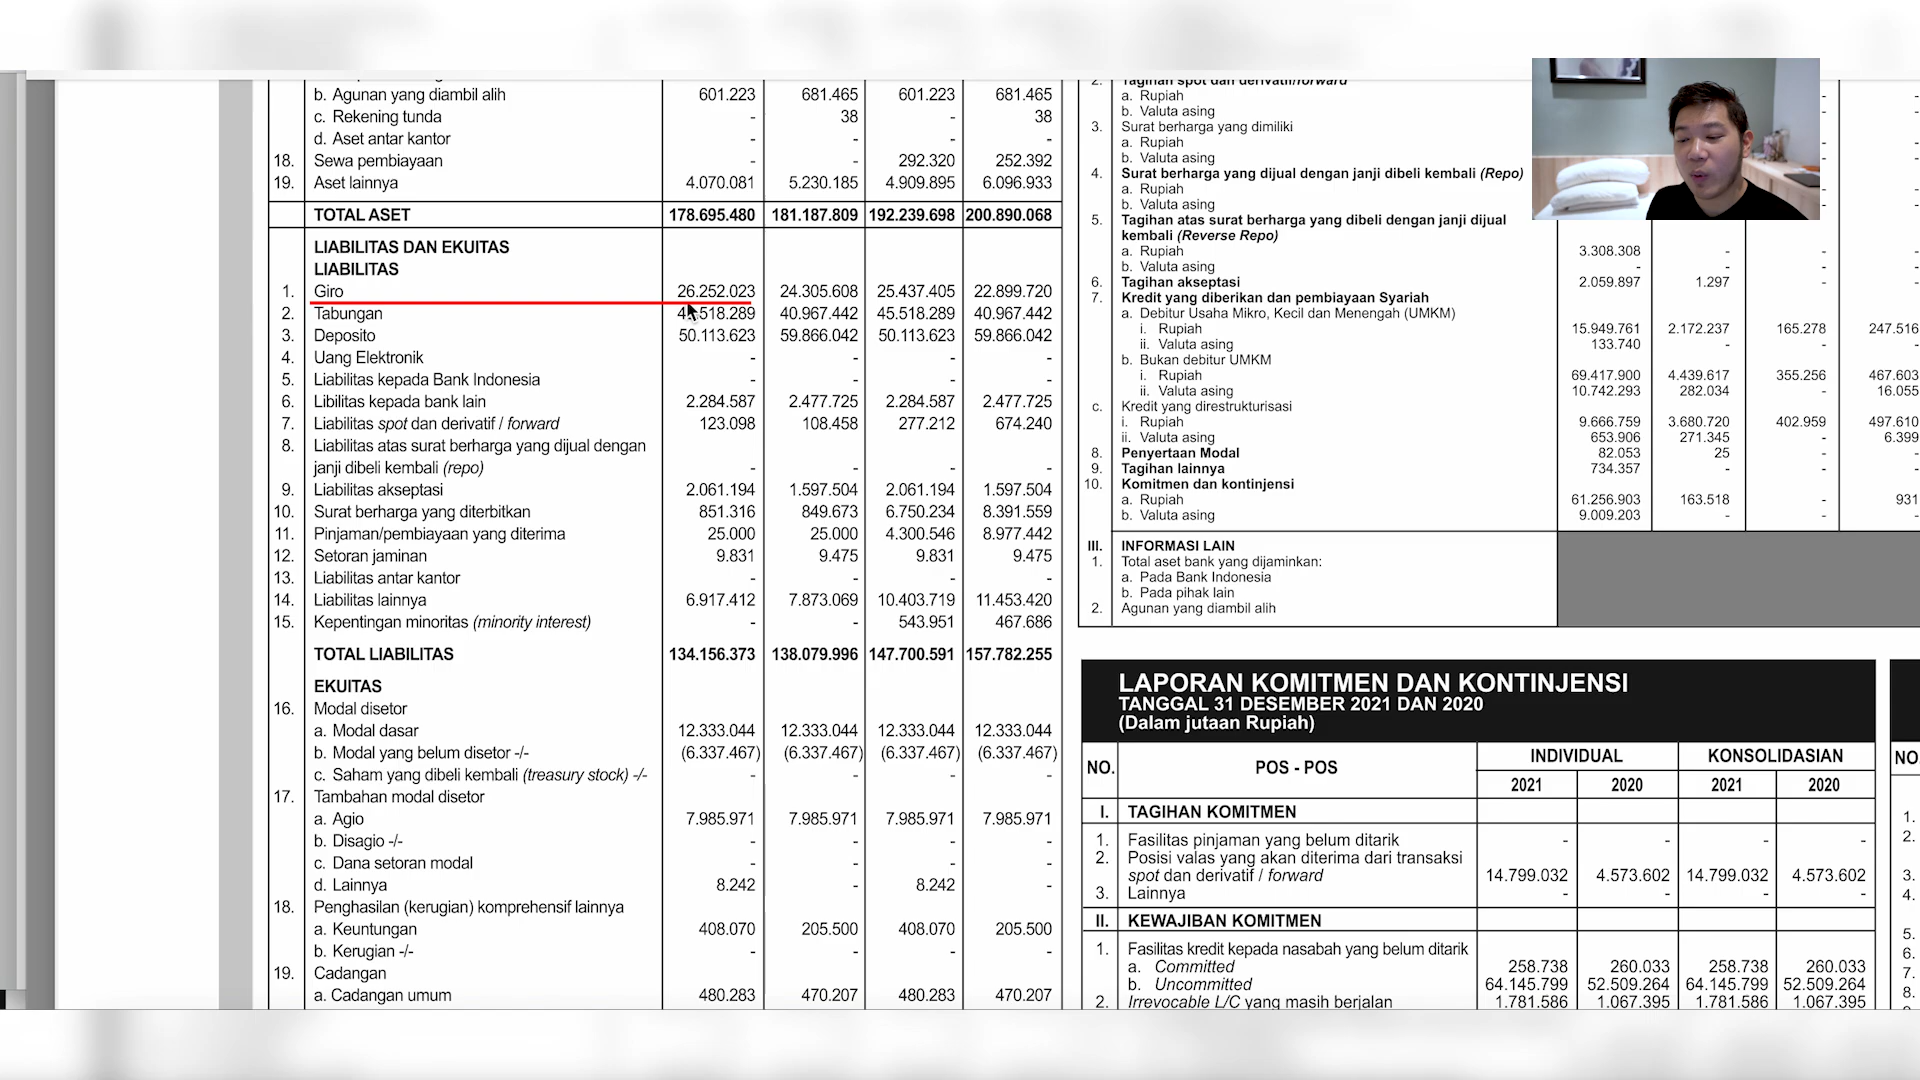 b. Agunan yang diambil alih 601.223 681.465 601.223 681.465
c. Rekening tunda - 38 - 38
d. Aset antar kantor - - - -
18. Sewa pembiayaan - - 292.320 252.392
19. Aset lainnya 4.070.081 5.230.185 4.909.895 6.096.933
TOTAL ASET 178.695.480 181.187.809 192.239.698 200.890.068
LIABILITAS DAN EKUITAS
LIABILITAS
1. Giro 26.252.023 24.305.608 25.437.405 22.899.720
2. Tabungan 45.518.289 40.967.442 45.518.289 40.967.442
3. Deposito 50.113.623 59.866.042 50.113.623 59.866.042
4. Uang Elektronik - - - -
5. Liabilitas kepada Bank Indonesia - - - -
6. Libilitas kepada bank lain 2.284.587 2.477.725 2.284.587 2.477.725
7. Liabilitas spot dan derivatif / forward 123.098 108.458 277.212 674.240
8. Liabilitas atas surat berharga yang dijual dengan
janji dibeli kembali (repo) - - - -
9. Liabilitas akseptasi 2.061.194 1.597.504 2.061.194 1.597.504
10. Surat berharga yang diterbitkan 851.316 849.673 6.750.234 8.391.559
11. Pinjaman/pembiayaan yang diterima 25.000 25.000 4.300.546 8.977.442
12. Setoran jaminan 9.831 9.475 9.831 9.475
13. Liabilitas antar kantor - - - -
14. Liabilitas lainnya 6.917.412 7.873.069 10.403.719 11.453.420
15. Kepentingan minoritas (minority interest) - - 543.951 467.686
TOTAL LIABILITAS 134.156.373 138.079.996 147.700.591 157.782.255
EKUITAS
16. Modal disetor
a. Modal dasar 12.333.044 12.333.044 12.333.044 12.333.044
b. Modal yang belum disetor -/- (6.337.467) (6.337.467) (6.337.467) (6.337.467)
c. Saham yang dibeli kembali (treasury stock) -/- - - - -
17. Tambahan modal disetor
a. Agio 7.985.971 7.985.971 7.985.971 7.985.971
b. Disagio -/- - - - -
c. Dana setoran modal - - - -
d. Lainnya 8.242 - 8.242 -
18. Penghasilan (kerugian) komprehensif lainnya
a. Keuntungan 408.070 205.500 408.070 205.500
b. Kerugian -/- - - - -
19. Cadangan
a. Cadangan umum 480.283 470.207 480.283 470.207
2. Tagihan spot dan derivatif/forward
a. Rupiah -
b. Valuta asing -
3. Surat berharga yang dimiliki
a. Rupiah -
b. Valuta asing -
4. Surat berharga yang dijual dengan janji dibeli kembali (Repo)
a. Rupiah -
b. Valuta asing -
5. Tagihan atas surat berharga yang dibeli dengan janji dijual
kembali (Reverse Repo)
a. Rupiah 3.308.308 - - -
b. Valuta asing - - - -
6. Tagihan akseptasi 2.059.897 1.297 - -
7. Kredit yang diberikan dan pembiayaan Syariah
a. Debitur Usaha Mikro, Kecil dan Menengah (UMKM)
i. Rupiah 15.949.761 2.172.237 165.278 247.516
ii. Valuta asing 133.740 - - -
b. Bukan debitur UMKM
i. Rupiah 69.417.900 4.439.617 355.256 467.603
ii. Valuta asing 10.742.293 282.034 - 16.055
c. Kredit yang direstrukturisasi
i. Rupiah 9.666.759 3.680.720 402.959 497.610
ii. Valuta asing 653.906 271.345 - 6.399
8. Penyertaan Modal 82.053 25 - -
9. Tagihan lainnya 734.357 - - -
10. Komitmen dan kontinjensi
a. Rupiah 61.256.903 163.518 - 931
b. Valuta asing 9.009.203 - - -
III. INFORMASI LAIN
1. Total aset bank yang dijaminkan:
a. Pada Bank Indonesia
b. Pada pihak lain
2. Agunan yang diambil alih
LAPORAN KOMITMEN DAN KONTINJENSI
TANGGAL 31 DESEMBER 2021 DAN 2020
(Dalam jutaan Rupiah)
NO. POS - POS INDIVIDUAL KONSOLIDASIAN
2021 2020 2021 2020
I. TAGIHAN KOMITMEN
1. Fasilitas pinjaman yang belum ditarik - - - -
2. Posisi valas yang akan diterima dari transaksi
spot dan derivatif / forward 14.799.032 4.573.602 14.799.032 4.573.602
3. Lainnya - - - -
II. KEWAJIBAN KOMITMEN
1. Fasilitas kredit kepada nasabah yang belum ditarik
a. Committed 258.738 260.033 258.738 260.033
b. Uncommitted 64.145.799 52.509.264 64.145.799 52.509.264
2. Irrevocable L/C yang masih berjalan 1.781.586 1.067.395 1.781.586 1.067.395
NO.
1.
2.
3.
4.
5.
6.
7.
8.